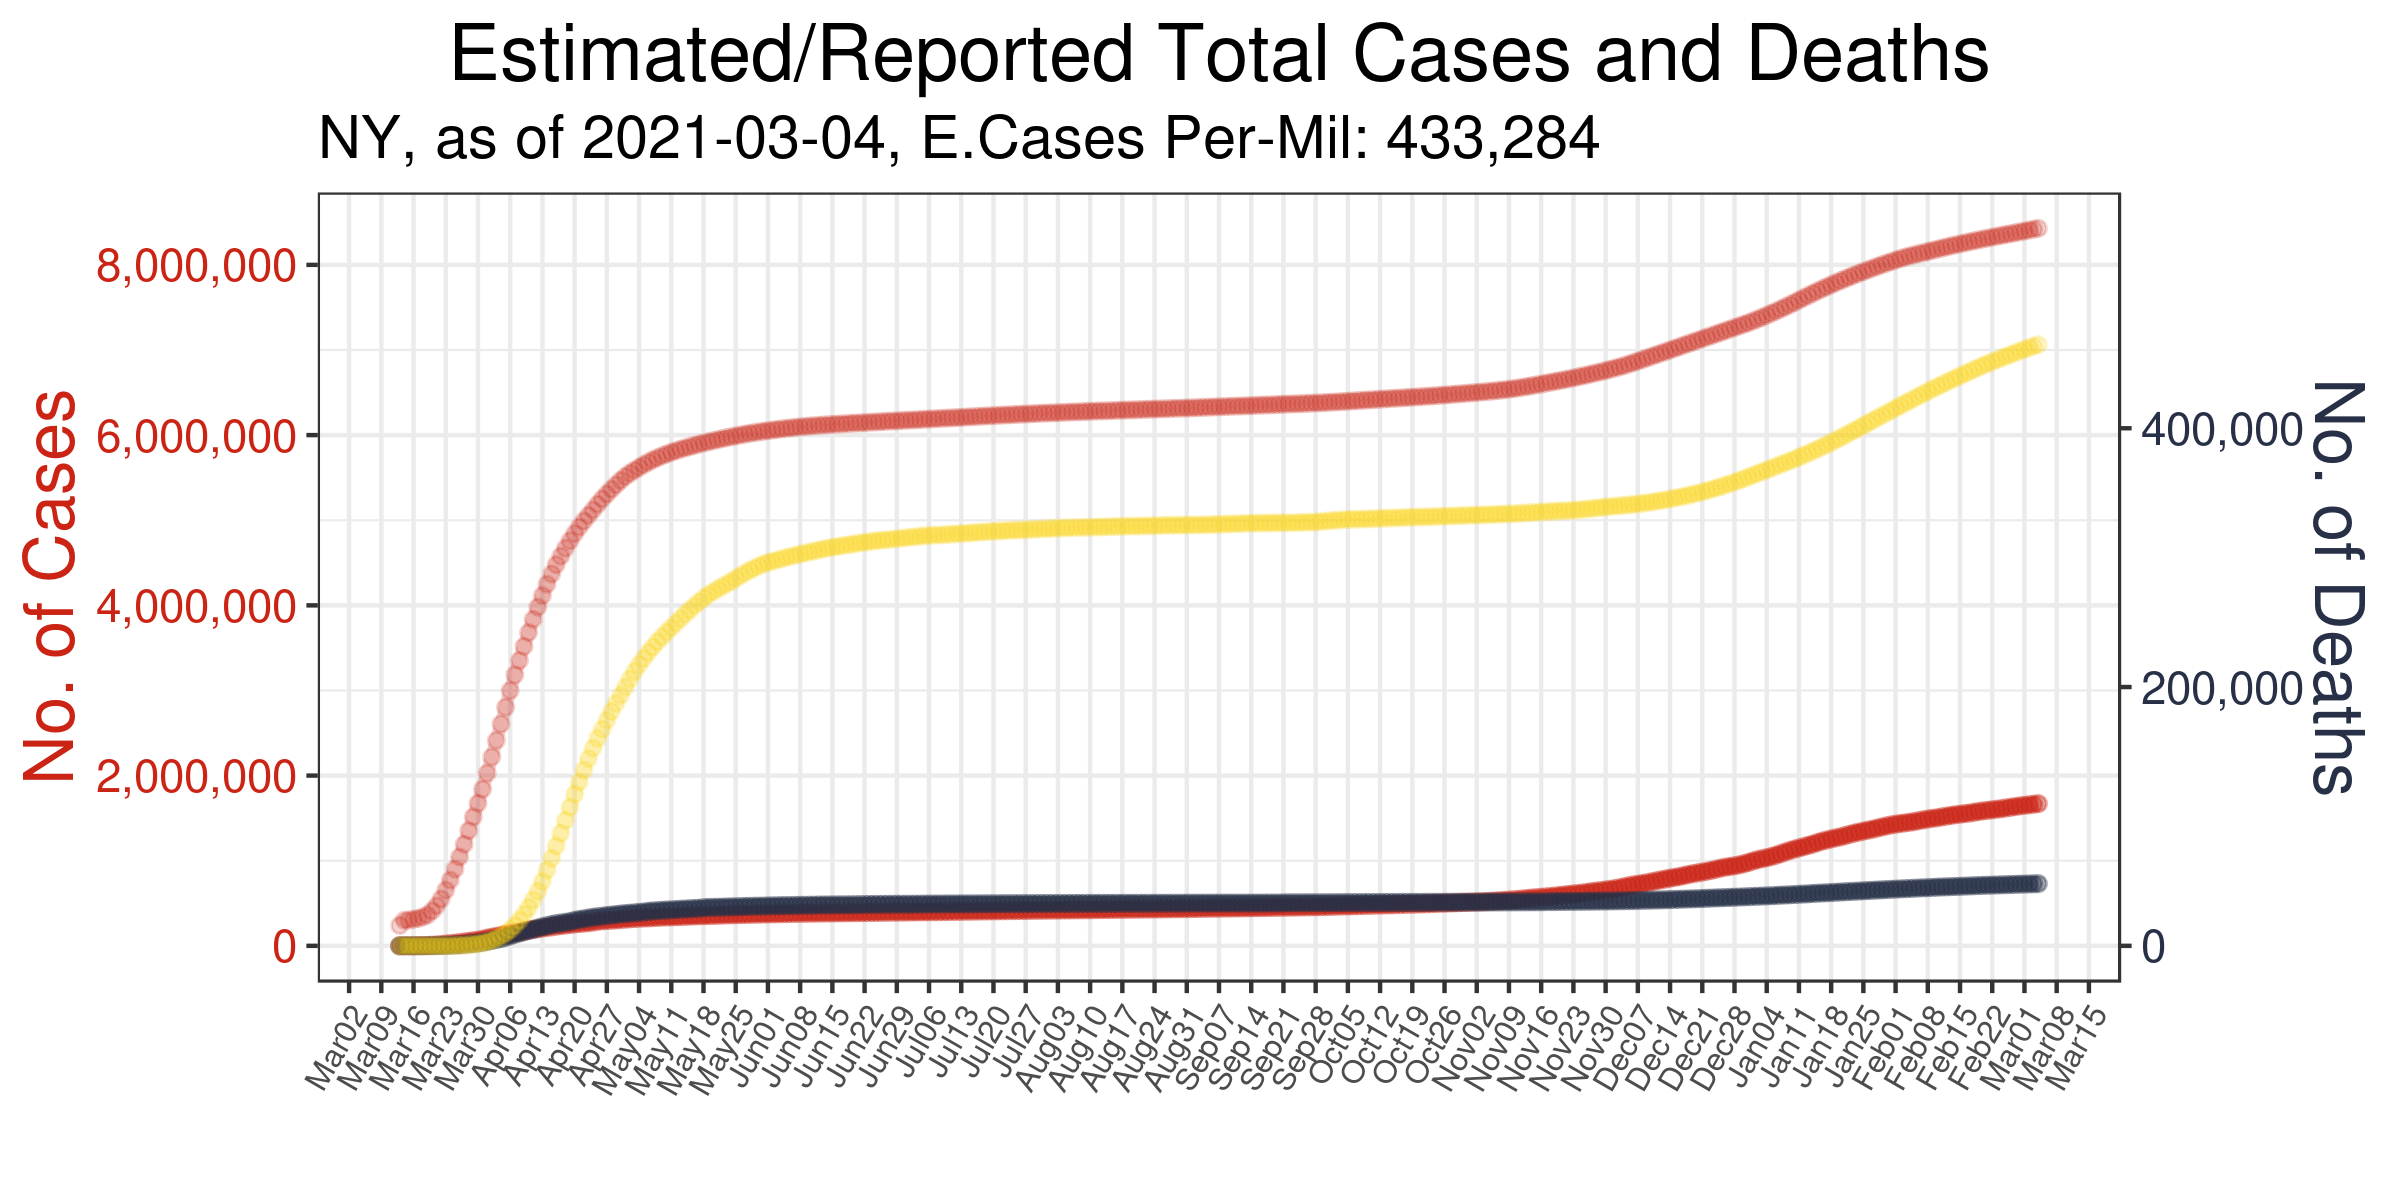 Estimated/Reported Total Cases and Deaths
NY, as of 2021-03-04, E.Cases Per-Mil: 433,284
No. of Cases
8,000,000
6,000,000
4,000,000
2,000,000
0
400,000
200,000
0
No. of Deaths
Mar02 Mar09 Mar16 Mar23 Mar30 Apr06 Apr13 Apr20 Apr27 May04 May11 May18 May25 Jun01 Jun08 Jun15 Jun22 Jun29 Jul06 Jul13 Jul20 Jul27 Aug03 Aug10 Aug17 Aug24 Aug31 Sep07 Sep14 Sep21 Sep28 Oct05 Oct12 Oct19 Oct26 Nov02 Nov09 Nov16 Nov23 Nov30 Dec07 Dec14 Dec21 Dec28 Jan04 Jan11 Jan18 Jan25 Feb01 Feb08 Feb15 Feb22 Mar01 Mar08 Mar15